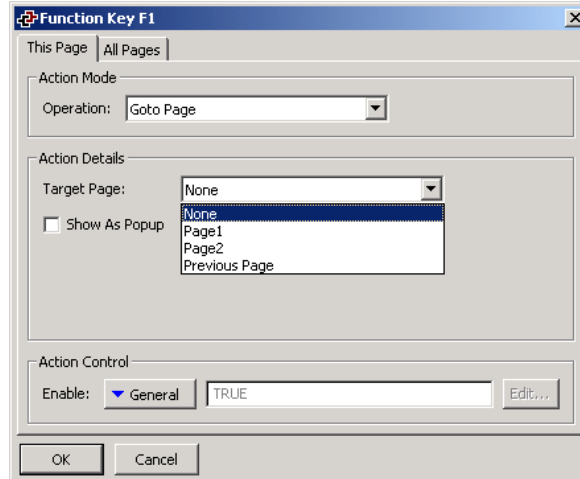 Function Key F1
This Page All Pages
Action Mode
Operation: Goto Page
Action Details
Target Page: None
None
Show As Popup
Page1
Page2
Previous Page
Action Control
Enable: General TRUE Edit...
OK Cancel